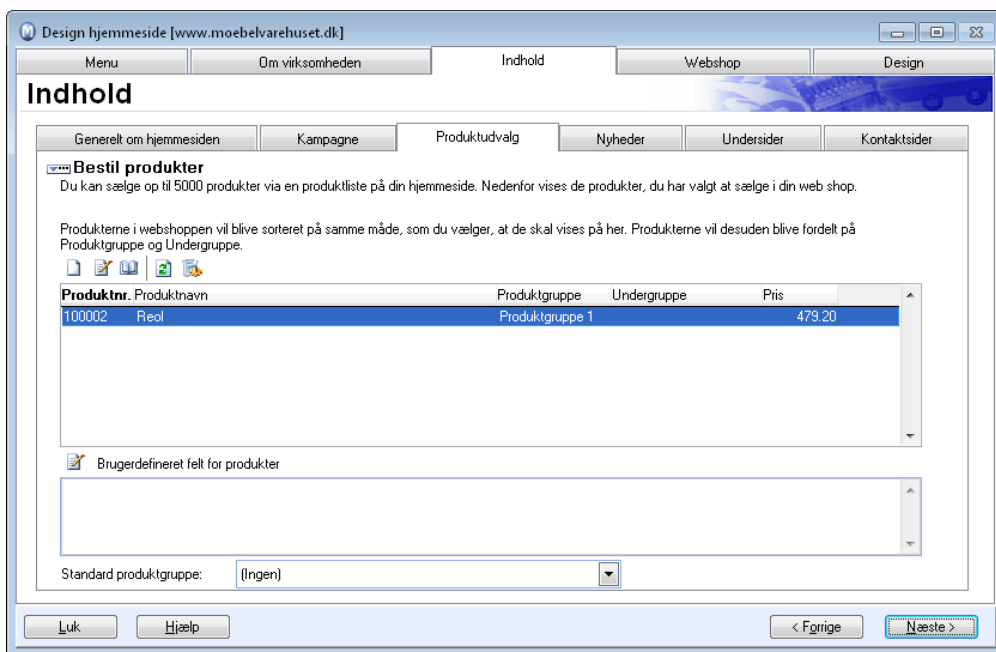 Design hjemmeside [www.moebelvarehuset.dk]
Menu Om virksomheden Indhold Webshop Design
Indhold
Generelt om hjemmesiden Kampagne Produktudvalg Nyheder Undersider Kontaktsider
Bestil produkter
Du kan sælge op til 5000 produkter via en produktliste på din hjemmeside. Nedenfor vises de produkter, du har valgt at sælge i din web shop.
Produkterne i webshoppen vil blive sorteret på samme måde, som du vælger, at de skal vises på her. Produkterne vil desuden blive fordelt på
Produktgruppe og Undergruppe.
Produktnr. Produktnavn Produktgruppe Undergruppe Pris
100002 Reol Produktgruppe 1 479.20
Brugerdefineret felt for produkter
Standard produktgruppe: (Ingen)
Luk Hjælp < Forrige Næste >